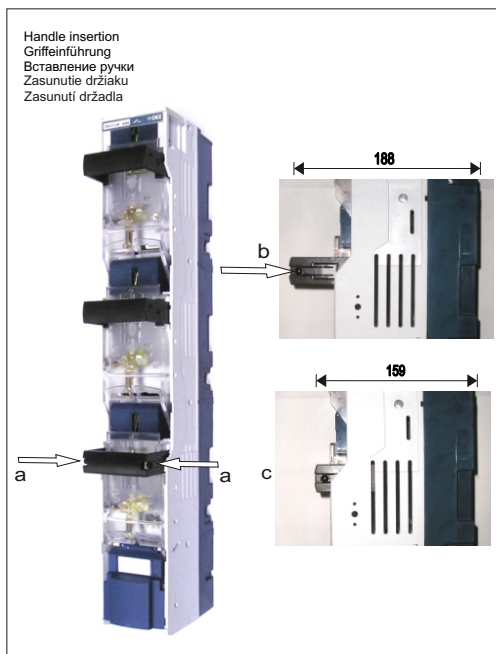 Handle insertion
Griffeinführung
Вставление ручки
Zasunutie držiaku
Zasunutí držadla
188
b
159
a
a
c